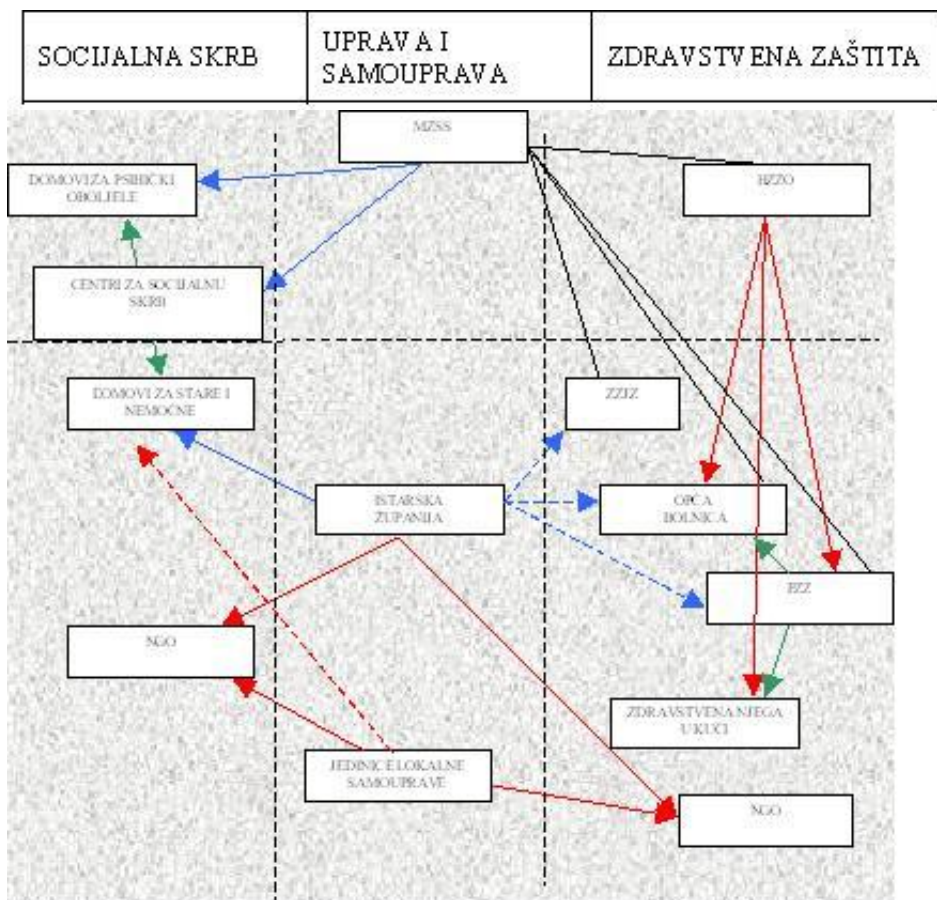 SOCIJALNA SKRB
UPRAVA I
SAMOUPRAVA
ZDRAVSTVENA ZAŠTITA
MZSS
DOMOVI ZA PSIHIČKI
OBOLJELE
HZZO
CENTRI ZA SOCIJALNU
SKRB
DOMOVI ZA STARE I
NEMOĆNE
ZZJZ
ISTARSKA
ŽUPANIJA
OPĆA
BOLNICA
NGO
ZDRAVSTVENA NJEGA
U KUĆI
JEDINICE LOKALNE
SAMOUPRAVE
NGO